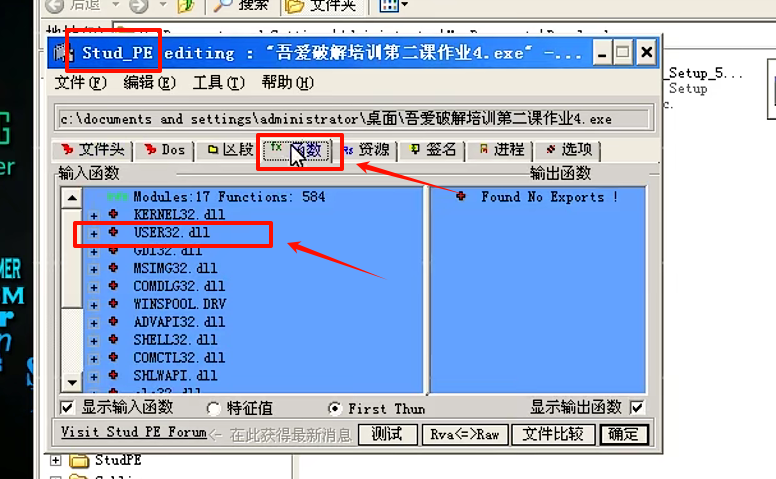 后退
搜索
文件夹
Stud_PE editing : "吾爱破解培训第二课作业4.exe" -...
_Setup_5...
Setup
c.
文件(F) 编辑(E) 工具(T) 帮助(H)
c:\documents and settings\administrator\桌面\吾爱破解培训第二课作业4.exe
文件头 Dos 区段 函数 资源 签名 进程 选项
输入函数 输出函数
Modules:17 Functions: 584 Found No Exports !
KERNEL32.dll
USER32.dll
GDI32.dll
MSIMG32.dll
COMDLG32.dll
WINSPOOL.DRV
ADVAPI32.dll
SHELL32.dll
COMCTL32.dll
SHLWAPI.dll
显示输入函数 特征值 First Thun 显示输出函数
Visit Stud PE Forum<- 在此获得最新消息 测试 Rva<=>Raw 文件比较 确定
StudPE